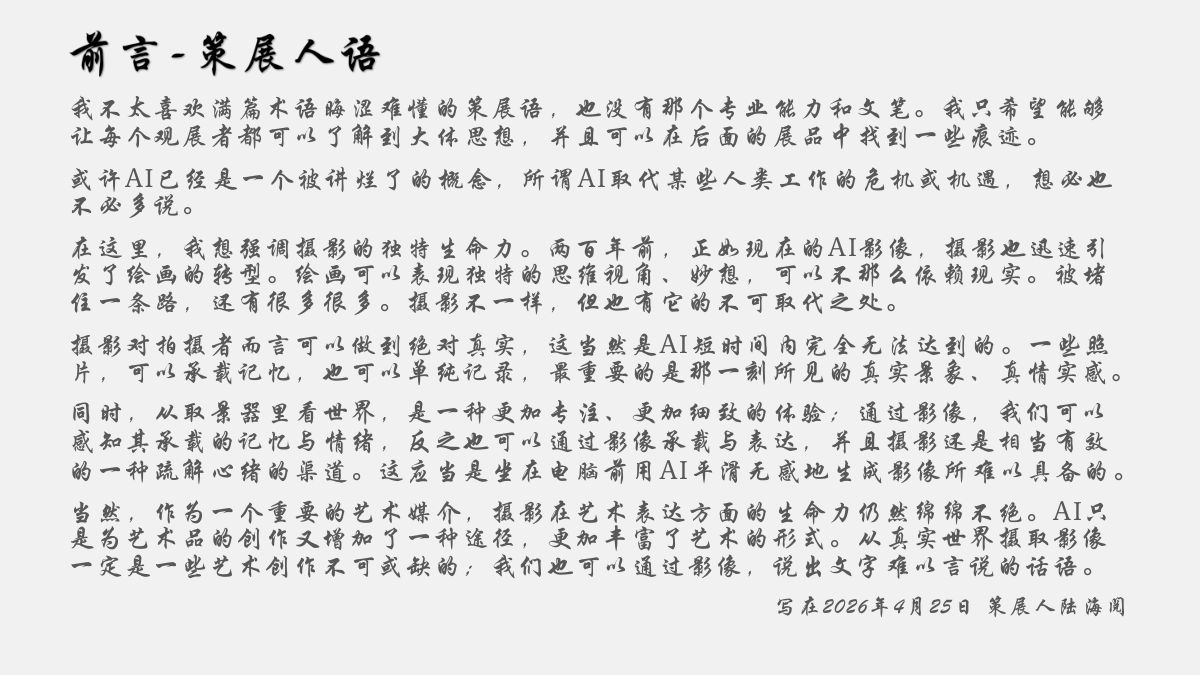 前言-策展人语
我不太喜欢满篇术语晦涩难懂的策展语，也没有那个专业能力和文笔。我只希望能够
让每个观展者都可以了解到大体思想，并且可以在后面的展品中找到一些痕迹。
或许AI已经是一个被讲烂了的概念，所谓AI取代某些人类工作的危机或机遇，想必也
不必多说。
在这里，我想强调摄影的独特生命力。两百年前，正如现在的AI影像，摄影也迅速引
发了绘画的转型。绘画可以表现独特的思维视角、妙想，可以不那么依赖现实。被堵
住一条路，还有很多很多。摄影不一样，但也有它的不可取代之处。
摄影对拍摄者而言可以做到绝对真实，这当然是AI短时间内完全无法达到的。一些照
片，可以承载记忆，也可以单纯记录，最重要的是那一刻所见的真实景象、真情实感。
同时，从取景器里看世界，是一种更加专注、更加细致的体验；通过影像，我们可以
感知其承载的记忆与情绪，反之也可以通过影像承载与表达，并且摄影还是相当有效
的一种疏解心绪的渠道。这应当是坐在电脑前用AI平滑无感地生成影像所难以具备的。
当然，作为一个重要的艺术媒介，摄影在艺术表达方面的生命力仍然绵绵不绝。AI只
是为艺术品的创作又增加了一种途径，更加丰富了艺术的形式。从真实世界摄取影像
一定是一些艺术创作不可或缺的；我们也可以通过影像，说出文字难以言说的话语。
写在2026年4月25日 策展人陆海阅